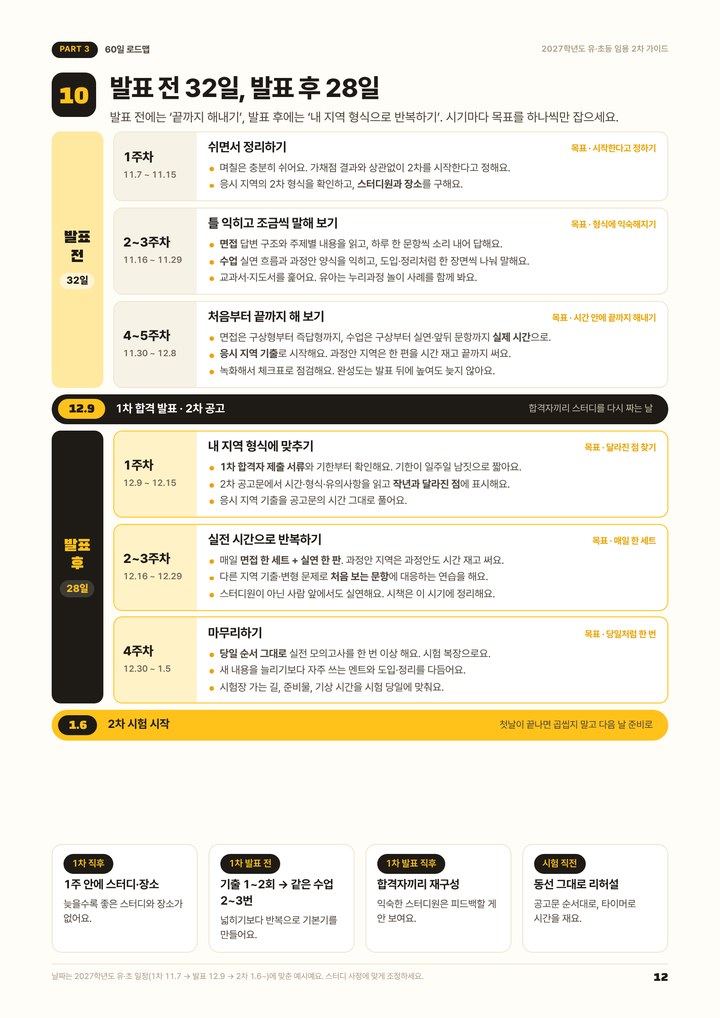 PART 3 60일 로드맵
2027학년도 유·초등 임용 2차 가이드
10
발표 전 32일, 발표 후 28일
발표 전에는 ‘끝까지 해내기’, 발표 후에는 ‘내 지역 형식으로 반복하기’. 시기마다 목표를 하나씩만 잡으세요.
발표
전
32일
1주차
11.7 ~ 11.15
쉬면서 정리하기
목표 · 시작한다고 정하기
며칠은 충분히 쉬어요. 가채점 결과와 상관없이 2차를 시작한다고 정해요.
응시 지역의 2차 형식을 확인하고, 스터디원과 장소를 구해요.
2~3주차
11.16 ~ 11.29
틀 익히고 조금씩 말해 보기
목표 · 형식에 익숙해지기
면접 답변 구조와 주제별 내용을 읽고, 하루 한 문항씩 소리 내어 답해요.
수업 실연 흐름과 과정안 양식을 익히고, 도입·정리처럼 한 장면씩 나눠 말해요.
교과서·지도서를 훑어요. 유아는 누리과정 놀이 사례를 함께 봐요.
4~5주차
11.30 ~ 12.8
처음부터 끝까지 해 보기
목표 · 시간 안에 끝까지 해내기
면접은 구상형부터 즉답형까지, 수업은 구상부터 실연·앞뒤 문항까지 실제 시간으로.
응시 지역 기출로 시작해요. 과정안 지역은 한 편을 시간 재고 끝까지 써요.
녹화해서 체크표로 점검해요. 완성도는 발표 뒤에 높여도 늦지 않아요.
12.9 1차 합격 발표 · 2차 공고
합격자끼리 스터디를 다시 짜는 날
발표
후
28일
1주차
12.9 ~ 12.15
내 지역 형식에 맞추기
목표 · 달라진 점 찾기
1차 합격자 제출 서류와 기한부터 확인해요. 기한이 일주일 남짓으로 짧아요.
2차 공고문에서 시간·형식·유의사항을 읽고 작년과 달라진 점에 표시해요.
응시 지역 기출을 공고문의 시간 그대로 풀어요.
2~3주차
12.16 ~ 12.29
실전 시간으로 반복하기
목표 · 매일 한 세트
매일 면접 한 세트 + 실연 한 판. 과정안 지역은 과정안도 시간 재고 써요.
다른 지역 기출·변형 문제로 처음 보는 문항에 대응하는 연습을 해요.
스터디원이 아닌 사람 앞에서도 실연해요. 시책은 이 시기에 정리해요.
4주차
12.30 ~ 1.5
마무리하기
목표 · 당일처럼 한 번
당일 순서 그대로 실전 모의고사를 한 번 이상 해요. 시험 복장으로요.
새 내용을 늘리기보다 자주 쓰는 멘트와 도입·정리를 다듬어요.
시험장 가는 길, 준비물, 기상 시간을 시험 당일에 맞춰요.
1.6 2차 시험 시작
첫날이 끝나면 곱씹지 말고 다음 날 준비로
1차 직후
1주 안에 스터디·장소
늦을수록 좋은 스터디와 장소가
없어요.
1차 발표 전
기출 1~2회 → 같은 수업
2~3번
넓히기보다 반복으로 기본기를
만들어요.
1차 발표 직후
합격자끼리 재구성
익숙한 스터디원은 피드백할 게
안 보여요.
시험 직전
동선 그대로 리허설
공고문 순서대로, 타이머로
시간을 재요.
날짜는 2027학년도 유·초 일정(1차 11.7 → 발표 12.9 → 2차 1.6~)에 맞춘 예시예요. 스터디 사정에 맞게 조정하세요.
12